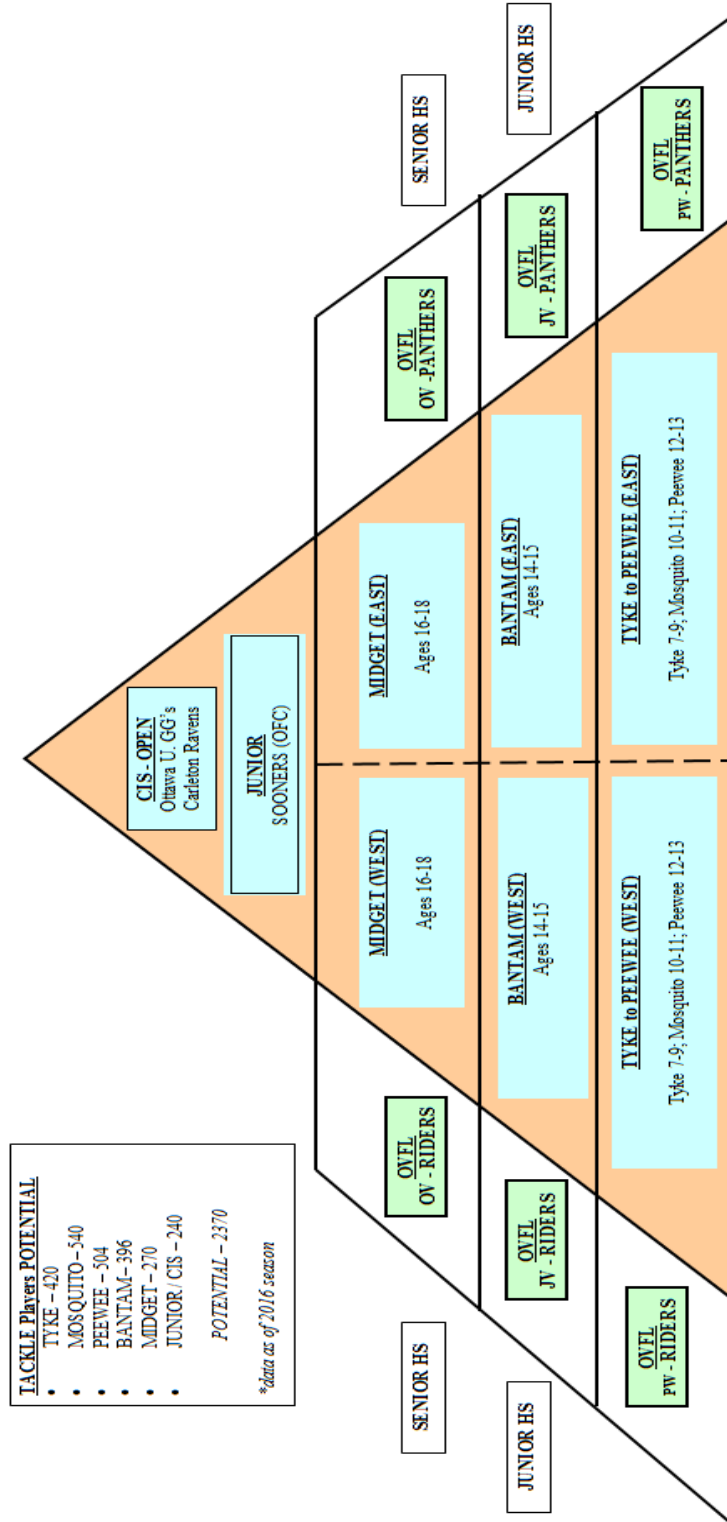 TACKLE Players POTENTIAL
• TYKE – 420
• MOSQUITO – 540
• PEEWEE – 504
• BANTAM – 396
• MIDGET – 270
• JUNIOR / CIS – 240
POTENTIAL – 2370
*data as of 2016 season
CIS - OPEN
Ottawa U. GG's
Carleton Ravens
JUNIOR
SOONERS (OFC)
SENIOR HS
OVFL
OV - RIDERS
MIDGET (WEST)
Ages 16-18
MIDGET (EAST)
Ages 16-18
OVFL
OV -PANTHERS
SENIOR HS
JUNIOR HS
OVFL
JV - RIDERS
BANTAM (WEST)
Ages 14-15
BANTAM (EAST)
Ages 14-15
OVFL
JV - PANTHERS
JUNIOR HS
OVFL
PW - RIDERS
TYKE to PEEWEE (WEST)
Tyke 7-9; Mosquito 10-11; Peewee 12-13
TYKE to PEEWEE (EAST)
Tyke 7-9; Mosquito 10-11; Peewee 12-13
OVFL
PW - PANTHERS